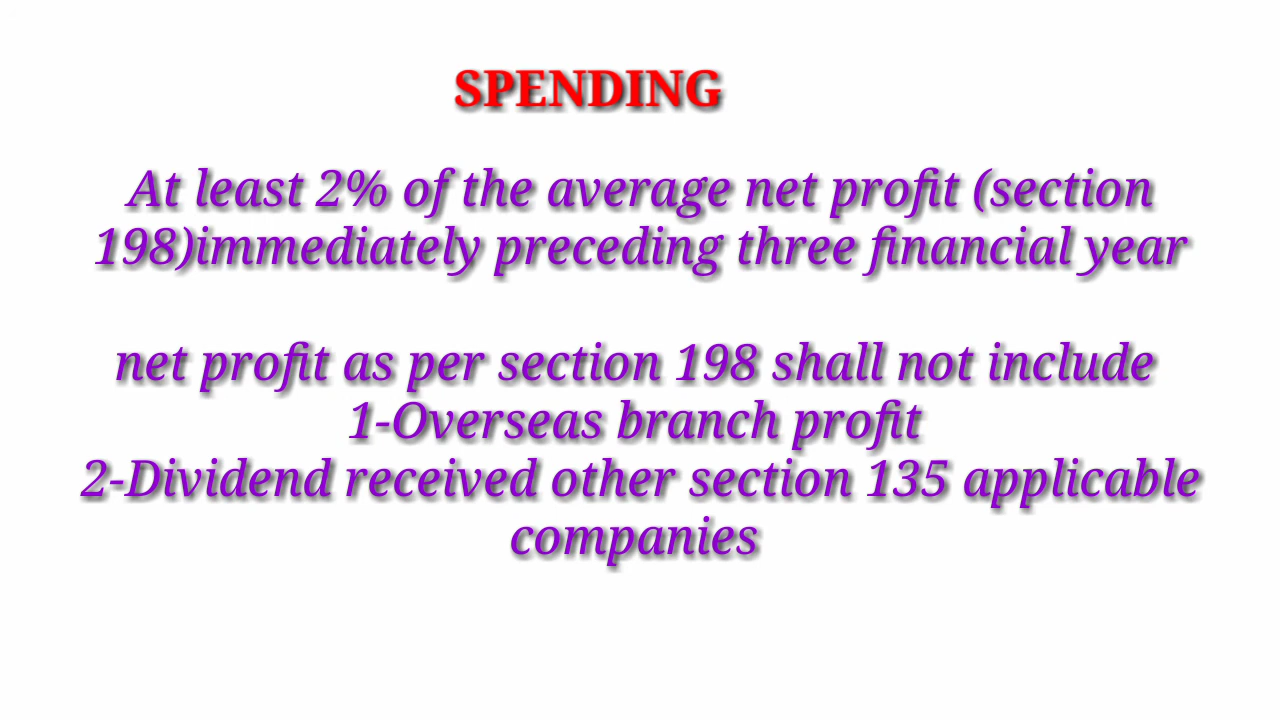 SPENDING
At least 2% of the average net profit (section
198)immediately preceding three financial year
net profit as per section 198 shall not include
1-Overseas branch profit
2-Dividend received other section 135 applicable
companies